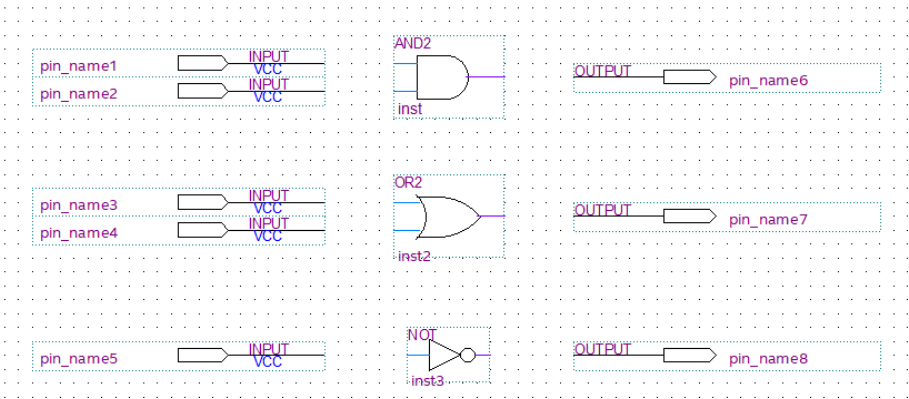 AND2
pin_name1 INPUT
VCC
OUTPUT pin_name6
pin_name2 INPUT
VCC
inst
OR2
pin_name3 INPUT
VCC
OUTPUT pin_name7
pin_name4 INPUT
VCC
inst2
NOT
pin_name5 INPUT
VCC
OUTPUT pin_name8
inst3